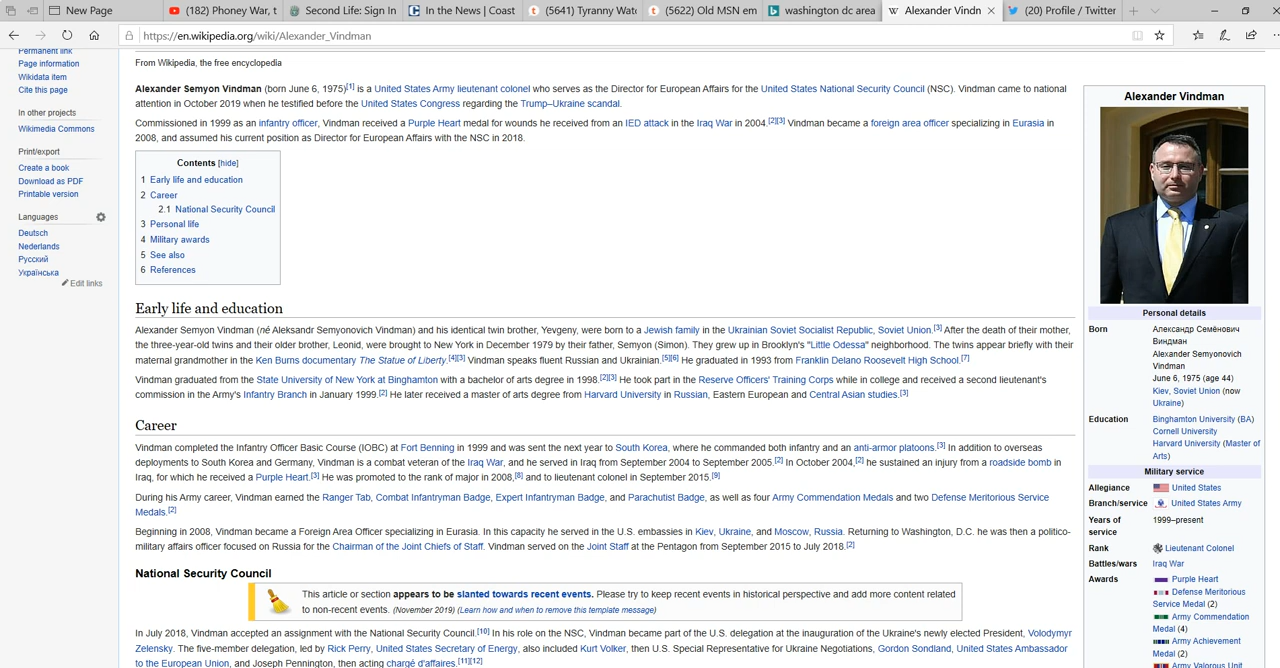 New Page
(182) Phoney War, t
Second Life: Sign In
In the News | Coast
(5641) Tyranny Wate
(5622) Old MSN em
washington dc area
Alexander Vindn
(20) Profile / Twitter
https://en.wikipedia.org/wiki/Alexander_Vindman
Permanent link
Page information
Wikidata item
Cite this page
In other projects
Wikimedia Commons
Print/export
Create a book
Download as PDF
Printable version
Languages
Deutsch
Nederlands
Русский
Українська
Edit links
From Wikipedia, the free encyclopedia
Alexander Semyon Vindman (born June 6, 1975)[1] is a United States Army lieutenant colonel who serves as the Director for European Affairs for the United States National Security Council (NSC). Vindman came to national
attention in October 2019 when he testified before the United States Congress regarding the Trump–Ukraine scandal.
Commissioned in 1999 as an infantry officer, Vindman received a Purple Heart medal for wounds he received from an IED attack in the Iraq War in 2004.[2][3] Vindman became a foreign area officer specializing in Eurasia in
2008, and assumed his current position as Director for European Affairs with the NSC in 2018.
Contents [hide]
1 Early life and education
2 Career
2.1 National Security Council
3 Personal life
4 Military awards
5 See also
6 References
Early life and education
Alexander Semyon Vindman (né Aleksandr Semyonovich Vindman) and his identical twin brother, Yevgeny, were born to a Jewish family in the Ukrainian Soviet Socialist Republic, Soviet Union.[3] After the death of their mother,
the three-year-old twins and their older brother, Leonid, were brought to New York in December 1979 by their father, Semyon (Simon). They grew up in Brooklyn's "Little Odessa" neighborhood. The twins appear briefly with their
maternal grandmother in the Ken Burns documentary The Statue of Liberty.[4][3] Vindman speaks fluent Russian and Ukrainian.[5][6] He graduated in 1993 from Franklin Delano Roosevelt High School.[7]
Vindman graduated from the State University of New York at Binghamton with a bachelor of arts degree in 1998.[2][3] He took part in the Reserve Officers' Training Corps while in college and received a second lieutenant's
commission in the Army's Infantry Branch in January 1999.[2] He later received a master of arts degree from Harvard University in Russian, Eastern European and Central Asian studies.[3]
Career
Vindman completed the Infantry Officer Basic Course (IOBC) at Fort Benning in 1999 and was sent the next year to South Korea, where he commanded both infantry and an anti-armor platoons.[3] In addition to overseas
deployments to South Korea and Germany, Vindman is a combat veteran of the Iraq War, and he served in Iraq from September 2004 to September 2005.[2] In October 2004,[2] he sustained an injury from a roadside bomb in
Iraq, for which he received a Purple Heart.[3] He was promoted to the rank of major in 2008,[8] and to lieutenant colonel in September 2015.[9]
During his Army career, Vindman earned the Ranger Tab, Combat Infantryman Badge, Expert Infantryman Badge, and Parachutist Badge, as well as four Army Commendation Medals and two Defense Meritorious Service
Medals.[2]
Beginning in 2008, Vindman became a Foreign Area Officer specializing in Eurasia. In this capacity he served in the U.S. embassies in Kiev, Ukraine, and Moscow, Russia. Returning to Washington, D.C. he was then a politico-
military affairs officer focused on Russia for the Chairman of the Joint Chiefs of Staff. Vindman served on the Joint Staff at the Pentagon from September 2015 to July 2018.[2]
National Security Council
This article or section appears to be slanted towards recent events. Please try to keep recent events in historical perspective and add more content related
to non-recent events. (November 2019) (Learn how and when to remove this template message)
In July 2018, Vindman accepted an assignment with the National Security Council.[10] In his role on the NSC, Vindman became part of the U.S. delegation at the inauguration of the Ukraine's newly elected President, Volodymyr
Zelensky. The five-member delegation, led by Rick Perry, United States Secretary of Energy, also included Kurt Volker, then U.S. Special Representative for Ukraine Negotiations, Gordon Sondland, United States Ambassador
to the European Union, and Joseph Pennington, then acting chargé d'affaires.[11][12]
Alexander Vindman
Personal details
Born Александр Семёнович
Виндман
Alexander Semyonovich
Vindman
June 6, 1975 (age 44)
Kiev, Soviet Union (now
Ukraine)
Education Binghamton University (BA)
Cornell University
Harvard University (Master of
Arts)
Military service
Allegiance United States
Branch/service United States Army
Years of service 1999–present
Rank Lieutenant Colonel
Battles/wars Iraq War
Awards Purple Heart
Defense Meritorious
Service Medal (2)
Army Commendation
Medal (4)
Army Achievement
Medal (2)
Army Valorous Unit